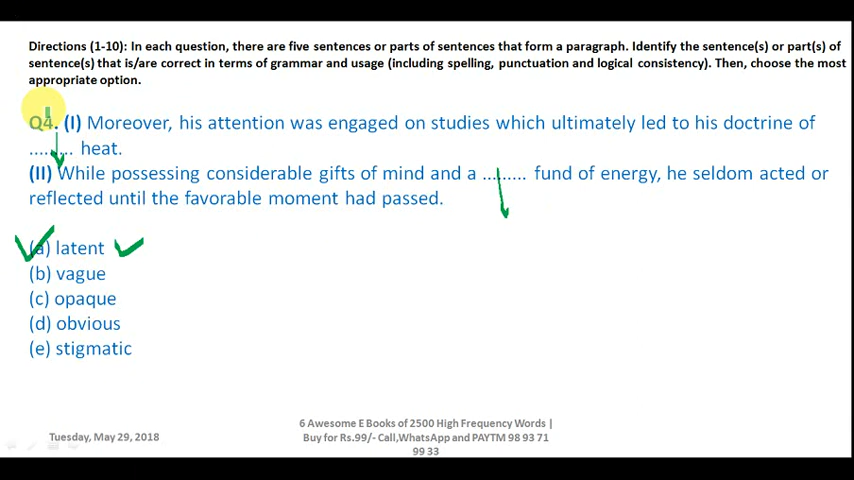 Directions (1-10): In each question, there are five sentences or parts of sentences that form a paragraph. Identify the sentence(s) or part(s) of
sentence(s) that is/are correct in terms of grammar and usage (including spelling, punctuation and logical consistency). Then, choose the most
appropriate option.
Q4. (I) Moreover, his attention was engaged on studies which ultimately led to his doctrine of
......... heat.
(II) While possessing considerable gifts of mind and a ......... fund of energy, he seldom acted or
reflected until the favorable moment had passed.
(a) latent
(b) vague
(c) opaque
(d) obvious
(e) stigmatic
Tuesday, May 29, 2018
6 Awesome E Books of 2500 High Frequency Words |
Buy for Rs.99/- Call,WhatsApp and PAYTM 98 93 71
99 33